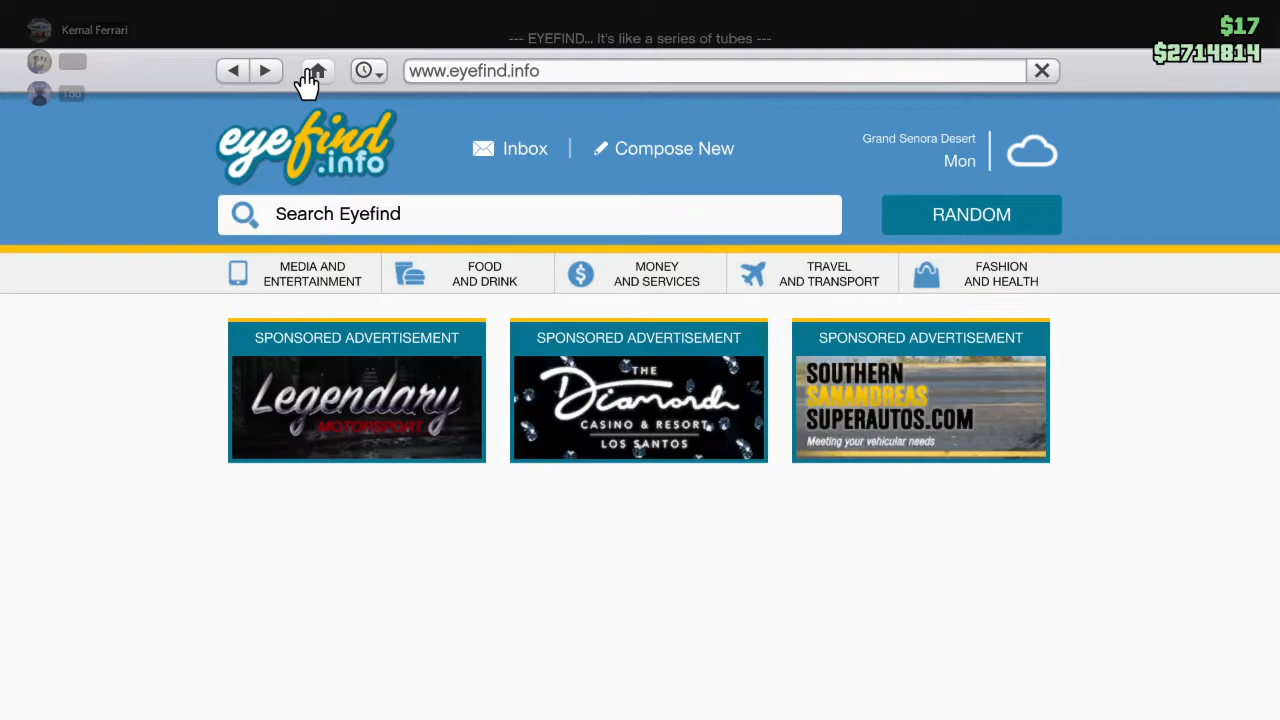 Kemal Ferrari
--- EYEFIND... It's like a series of tubes ---
$17
$2714814
www.eyefind.info
eyefind
.info
Inbox
Compose New
Grand Senora Desert
Mon
Search Eyefind
RANDOM
MEDIA AND
ENTERTAINMENT
FOOD
AND DRINK
MONEY
AND SERVICES
TRAVEL
AND TRANSPORT
FASHION
AND HEALTH
SPONSORED ADVERTISEMENT
Legendary
MOTORSPORT
SPONSORED ADVERTISEMENT
THE
Diamond
CASINO & RESORT
LOS SANTOS
SPONSORED ADVERTISEMENT
SOUTHERN
SANANDREAS
SUPERAUTOS.COM
Meeting your vehicular needs